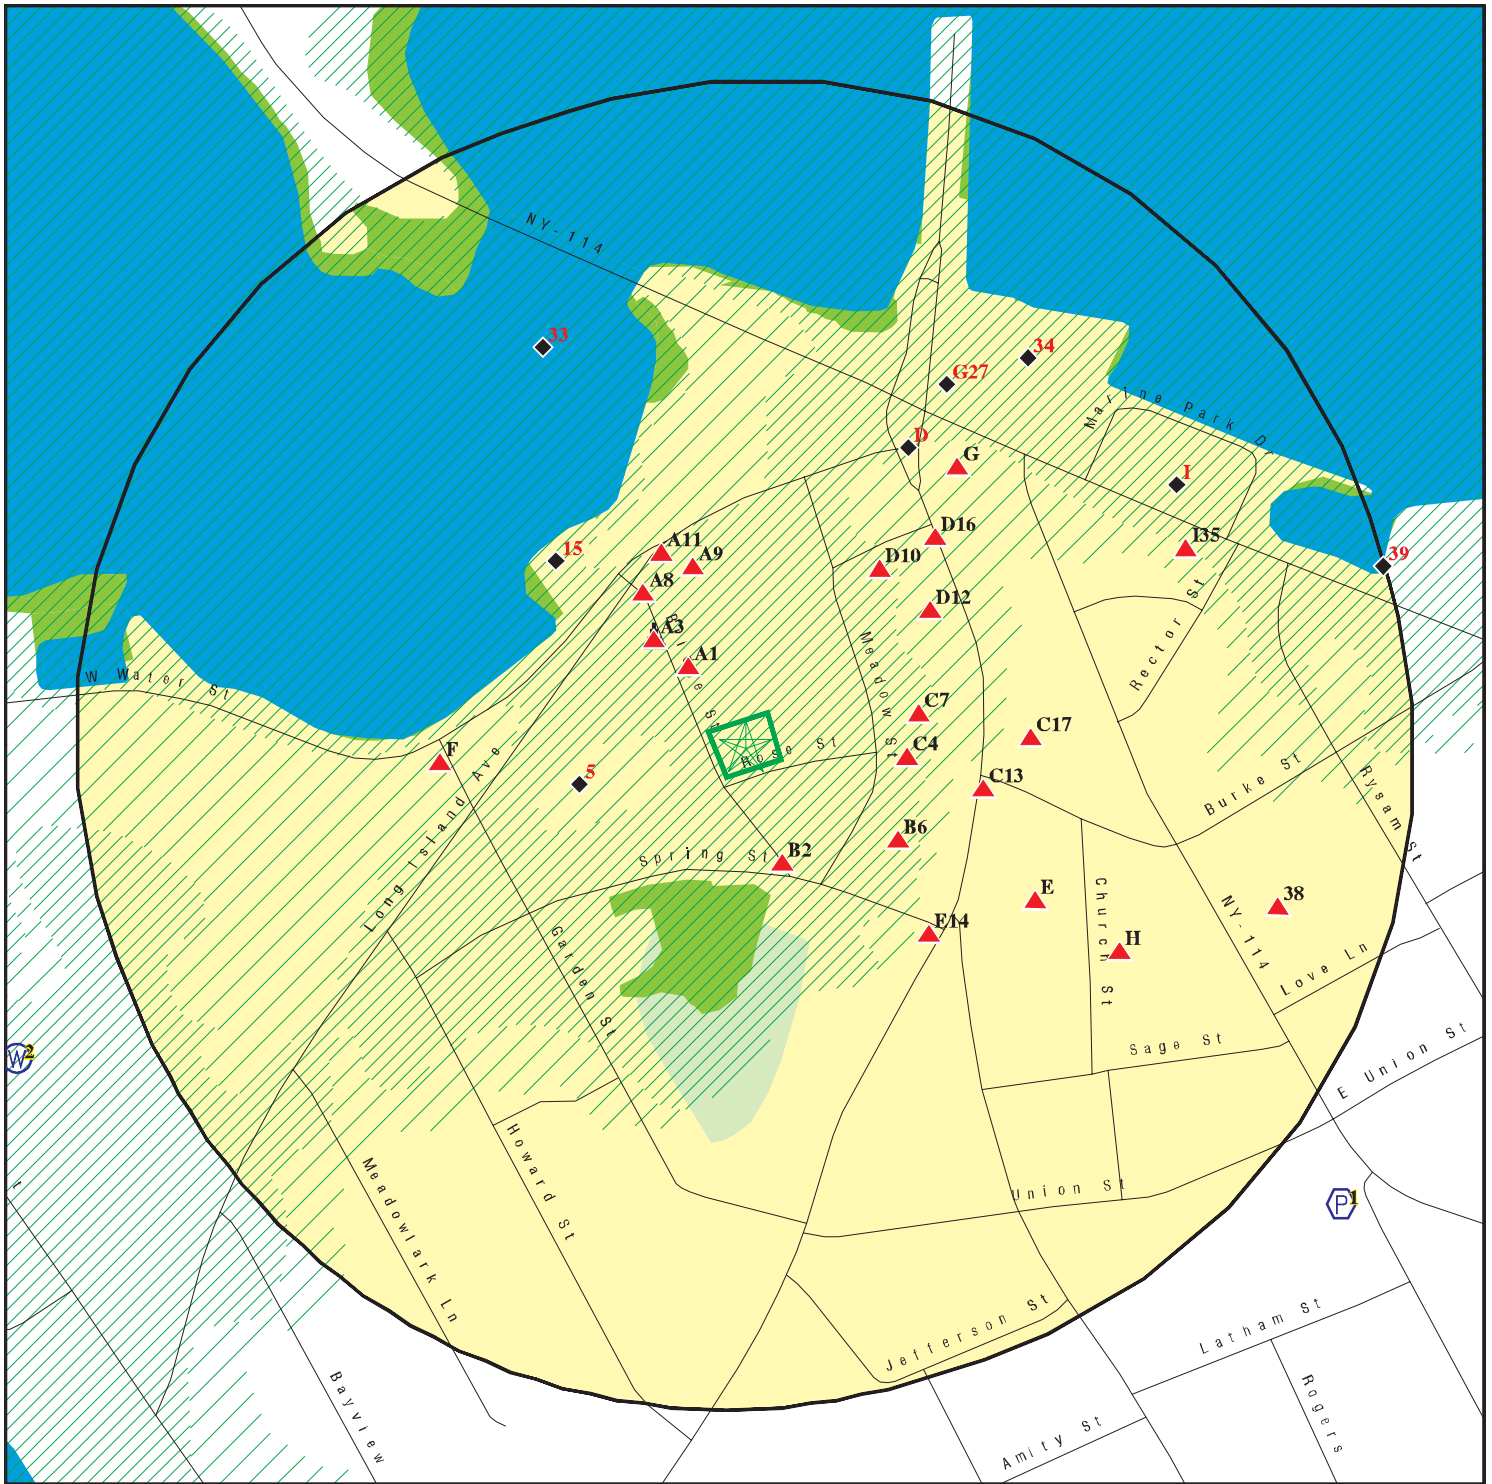 NY-114
33
34
G27
Marine Park Dr
D
G
I
D16
I35
A11
15
A9
39
D10
A8
D12
A3
Rector St
A1
W Water St
Meadow St
C7
C17
F
Rose St
C4
5
C13
Burke St
Rysam St
B6
Long Island Ave
Spring St
B2
E
Church St
38
NY-114
E14
H
Love Ln
Garden St
Sage St
W2
E Union St
Howard St
Meadowlark Ln
t
Union St
P1
Jefferson St
Latham St
Bayview
Rogers
Amity St